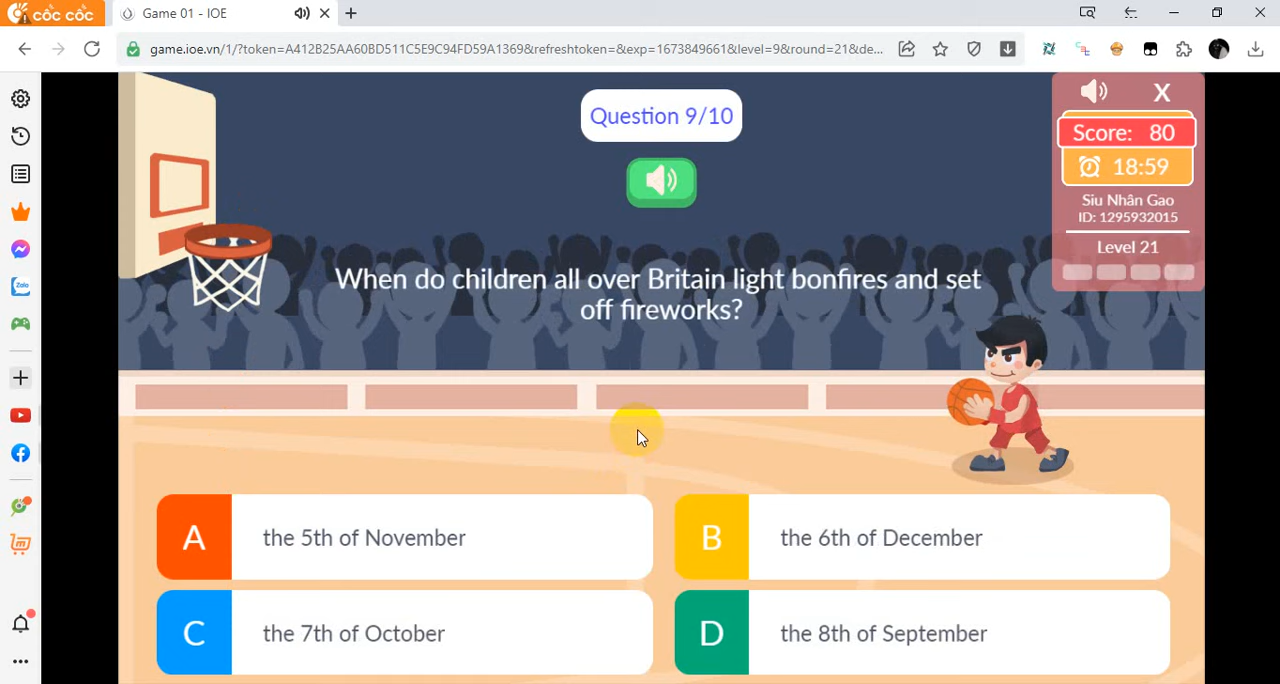 cốc cốc
Game 01 - IOE
game.ioe.vn/1/?token=A412B25AA60BD511C5E9C94FD59A1369&refreshtoken=&exp=1673849661&level=9&round=21&de...
Question 9/10
X
Score: 80
18:59
Siu Nhân Gao
ID: 1295932015
Level 21
Zalo
When do children all over Britain light bonfires and set
off fireworks?
A the 5th of November
B the 6th of December
C the 7th of October
D the 8th of September